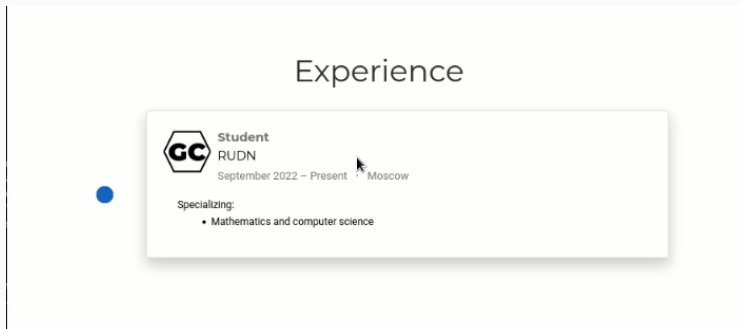 Experience
GC
Student
RUDN
September 2022 – Present · Moscow
Specializing:
• Mathematics and computer science